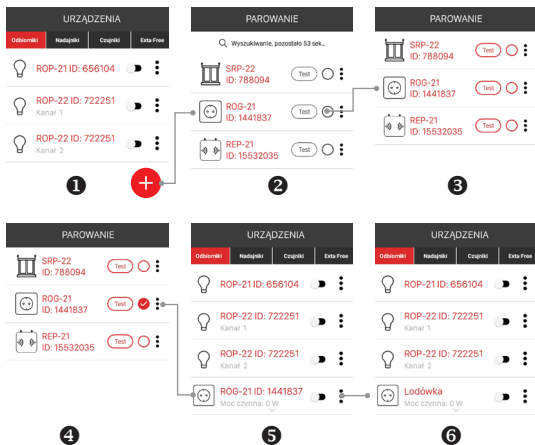 URZĄDZENIA
Odbiorniki Nadajniki Czujniki Exta Free
ROP-21 ID: 656104
ROP-22 ID: 722251
Kanał 1
ROP-22 ID: 722251
Kanał 2
+
1
PAROWANIE
Wyszukiwanie, pozostało 53 sek...
SRP-22
ID: 788094
Test
ROG-21
ID: 1441837
Test
REP-21
ID: 15532035
Test
2
PAROWANIE
SRP-22
ID: 788094
Test
ROG-21
ID: 1441837
Test
REP-21
ID: 15532035
Test
3
PAROWANIE
SRP-22
ID: 788094
Test
ROG-21
ID: 1441837
Test
REP-21
ID: 15532035
Test
4
URZĄDZENIA
Odbiorniki Nadajniki Czujniki Exta Free
ROP-21 ID: 656104
ROP-22 ID: 722251
Kanał 1
ROP-22 ID: 722251
Kanał 2
ROG-21 ID: 1441837
Moc czynna: 0 W
5
URZĄDZENIA
Odbiorniki Nadajniki Czujniki Exta Free
ROP-21 ID: 656104
ROP-22 ID: 722251
Kanał 1
ROP-22 ID: 722251
Kanał 2
Lodówka
Moc czynna: 0 W
6